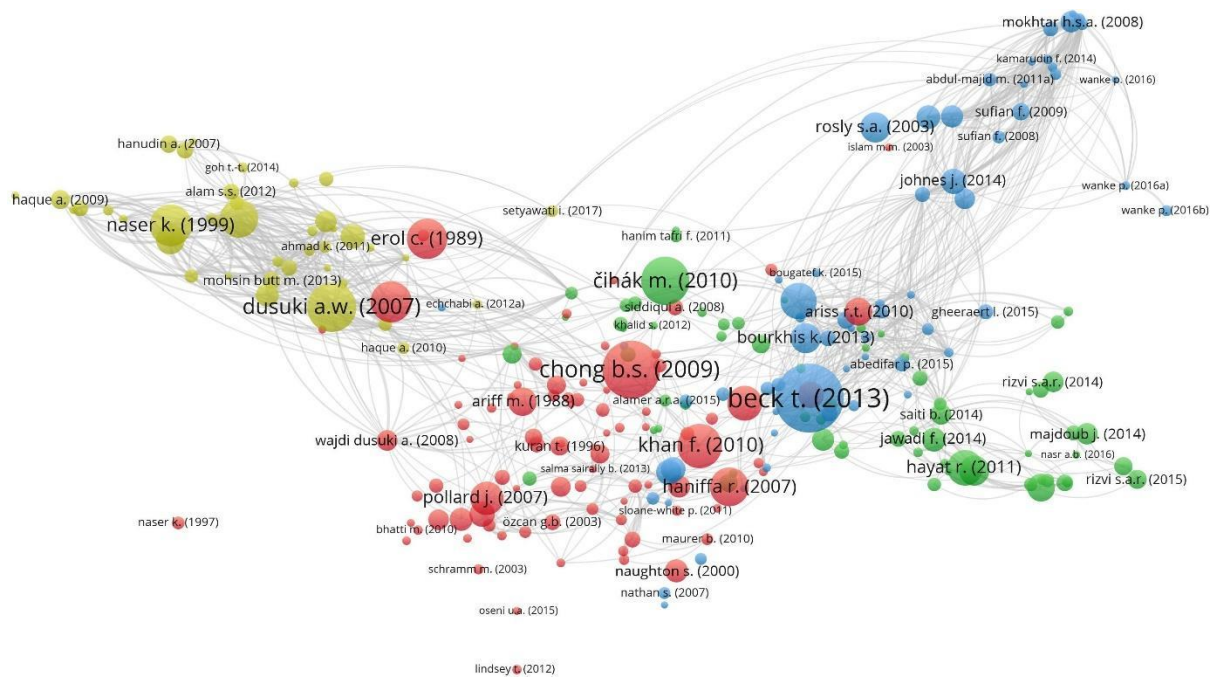 mokhtar h.s.a. (2008)
kamarudin f. (2014)
abdul-majid m. (2011a)
wanke p. (2016)
sufian f. (2009)
rosly s.a. (2003)
sufian f. (2008)
islam m.m. (2003)
hanudin a. (2007)
goh t.-t. (2014)
johnes j. (2014)
wanke p. (2016a)
alam s.s. (2012)
haque a. (2009)
setyawati i. (2017)
wanke p. (2016b)
naser k. (1999)
erol c. (1989)
hanim tafri f. (2011)
ahmad k. (2011)
mohsin butt m. (2013)
čihák m. (2010)
bougatef k. (2015)
dusuki a.w. (2007)
echchabi a. (2012a)
siddiqui a. (2008)
ariss r.t. (2010)
gheeraert l. (2015)
khalid s. (2012)
bourkhis k. (2013)
haque a. (2010)
chong b.s. (2009)
abedifar p. (2015)
rizvi s.a.r. (2014)
ariff m. (1988)
alamer a.r.a. (2015)
beck t. (2013)
saiti b. (2014)
wajdi dusuki a. (2008)
kuran t. (1996)
khan f. (2010)
jawadi f. (2014)
majdoub j. (2014)
nasr a.b. (2016)
salma sairally b. (2013)
hayat r. (2011)
rizvi s.a.r. (2015)
pollard j. (2007)
haniffa r. (2007)
sloane-white p. (2011)
naser k. (1997)
bhatti m. (2010)
özcan g.b. (2003)
maurer b. (2010)
schramm m. (2003)
naughton s. (2000)
nathan s. (2007)
oseni u.a. (2015)
lindsey t. (2012)